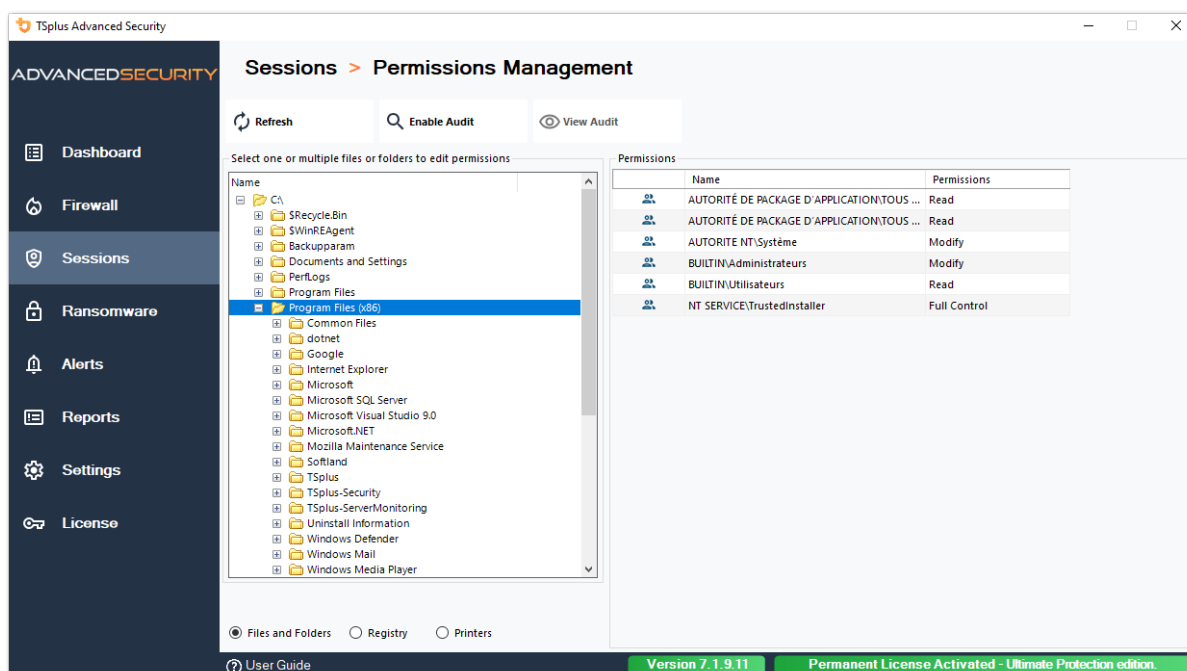 TSplus Advanced Security
ADVANCEDSECURITY
Sessions > Permissions Management
Refresh
Enable Audit
View Audit
Dashboard
Firewall
Sessions
Ransomware
Alerts
Reports
Settings
License
Select one or multiple files or folders to edit permissions
Name
C:\
$Recycle.Bin
$WinREAgent
Backupparam
Documents and Settings
PerfLogs
Program Files
Program Files (x86)
Common Files
dotnet
Google
Internet Explorer
Microsoft
Microsoft SQL Server
Microsoft Visual Studio 9.0
Microsoft.NET
Mozilla Maintenance Service
Softland
TSplus
TSplus-Security
TSplus-ServerMonitoring
Uninstall Information
Windows Defender
Windows Mail
Windows Media Player
Files and Folders
Registry
Printers
Permissions
Name Permissions
AUTORITÉ DE PACKAGE D'APPLICATION\TOUS ... Read
AUTORITÉ DE PACKAGE D'APPLICATION\TOUS ... Read
AUTORITE NT\Système Modify
BUILTIN\Administrateurs Modify
BUILTIN\Utilisateurs Read
NT SERVICE\TrustedInstaller Full Control
User Guide
Version 7.1.9.11
Permanent License Activated - Ultimate Protection edition.